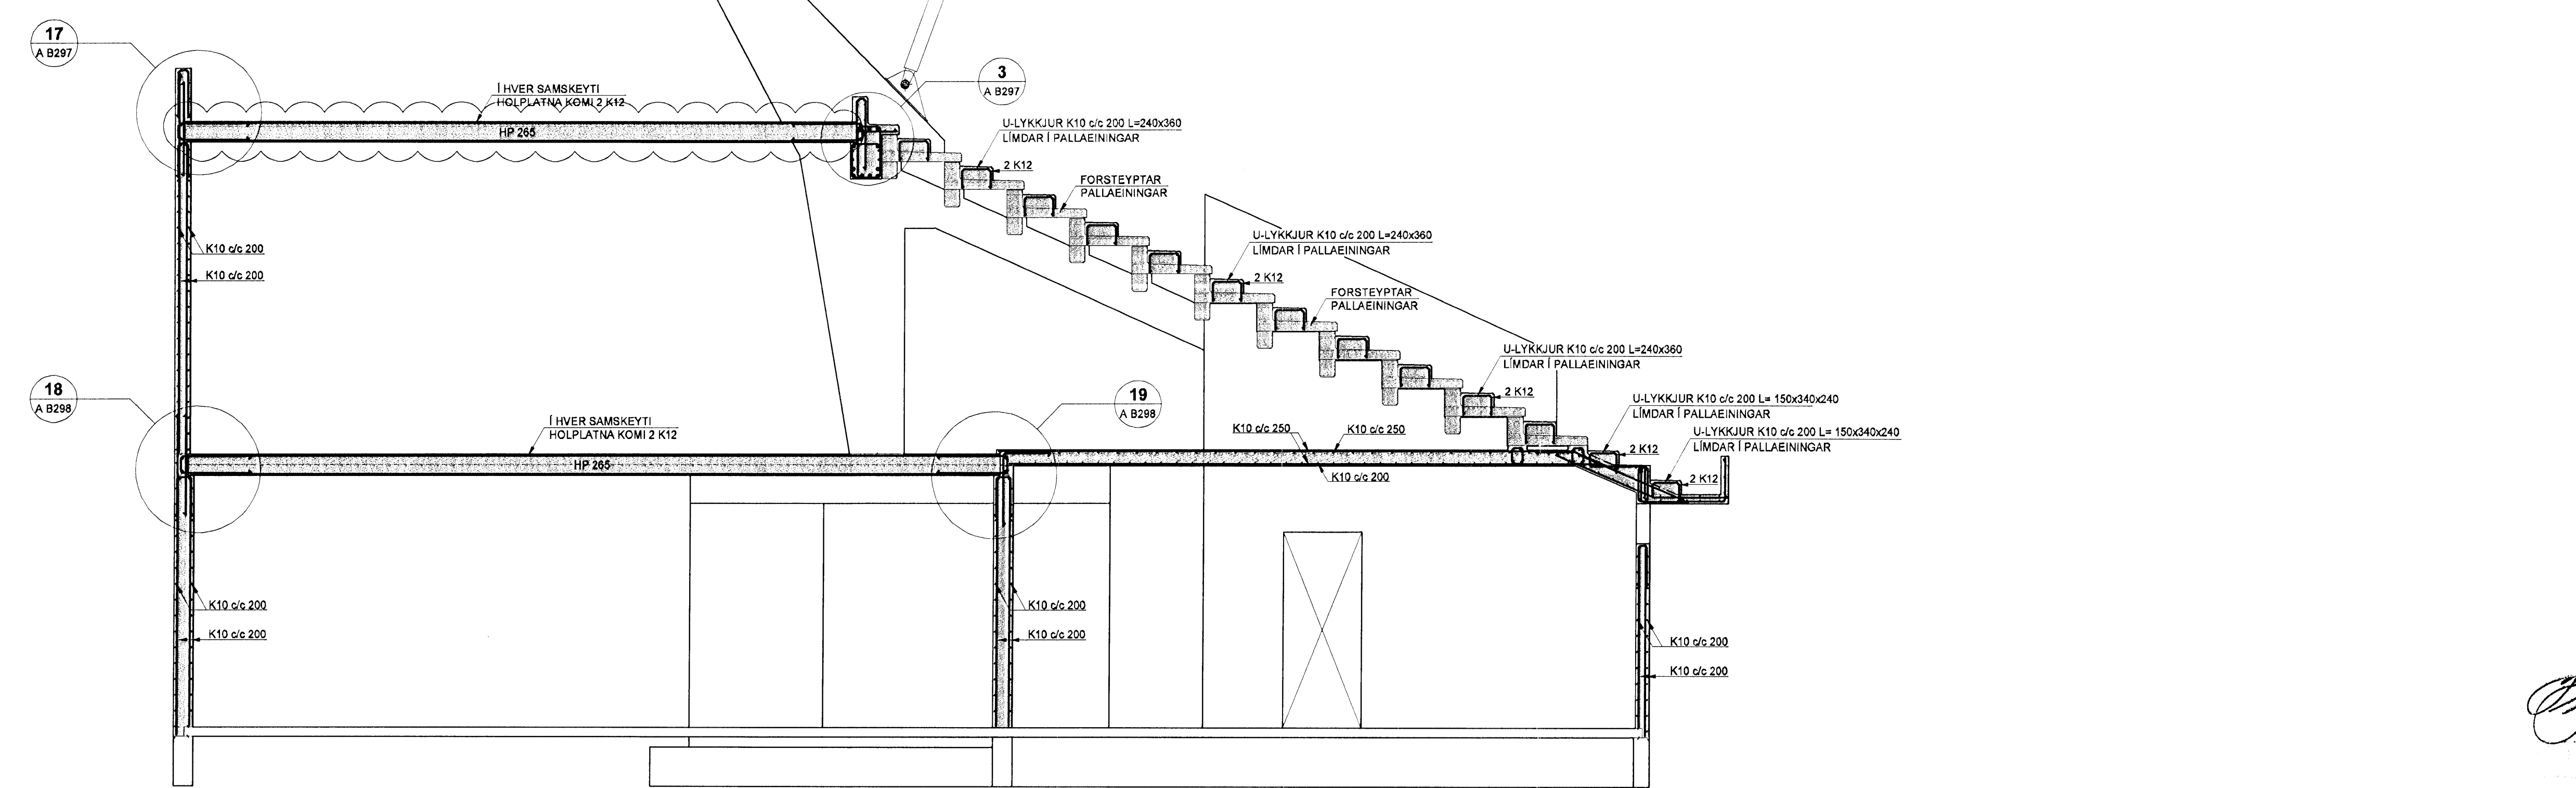 17
A B297
Í HVER SAMSKEYTI
HOLPLATNA KOMI 2 K12
HP 265
3
A B297
U-LYKKJUR K10 c/c 200 L=240x360
LÍMDAR Í PALLAEININGAR
2 K12
FORSTEYPTAR
PALLAEININGAR
K10 c/c 200
K10 c/c 200
U-LYKKJUR K10 c/c 200 L=240x360
LÍMDAR Í PALLAEININGAR
2 K12
FORSTEYPTAR
PALLAEININGAR
U-LYKKJUR K10 c/c 200 L=240x360
LÍMDAR Í PALLAEININGAR
2 K12
18
A B298
19
A B298
Í HVER SAMSKEYTI
HOLPLATNA KOMI 2 K12
HP 265
K10 c/c 250
K10 c/c 250
K10 c/c 200
U-LYKKJUR K10 c/c 200 L= 150x340x240
LÍMDAR Í PALLAEININGAR
2 K12
U-LYKKJUR K10 c/c 200 L= 150x340x240
LÍMDAR Í PALLAEININGAR
2 K12
K10 c/c 200
K10 c/c 200
K10 c/c 200
K10 c/c 200
K10 c/c 200
K10 c/c 200